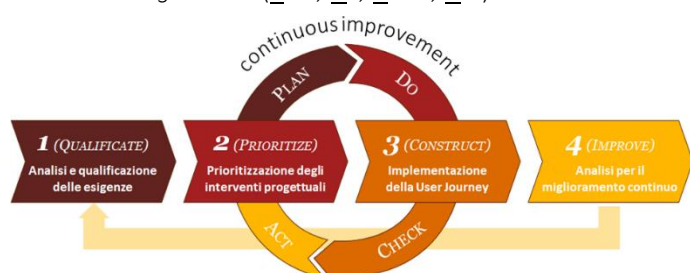 continuous improvement
PLAN
DO
1 (QUALIFICATE)
Analisi e qualificazione
delle esigenze
2 (PRIORITIZE)
Prioritizzazione degli
interventi progettuali
3 (CONSTRUCT)
Implementazione
della User Journey
4 (IMPROVE)
Analisi per il
miglioramento continuo
ACT
CHECK